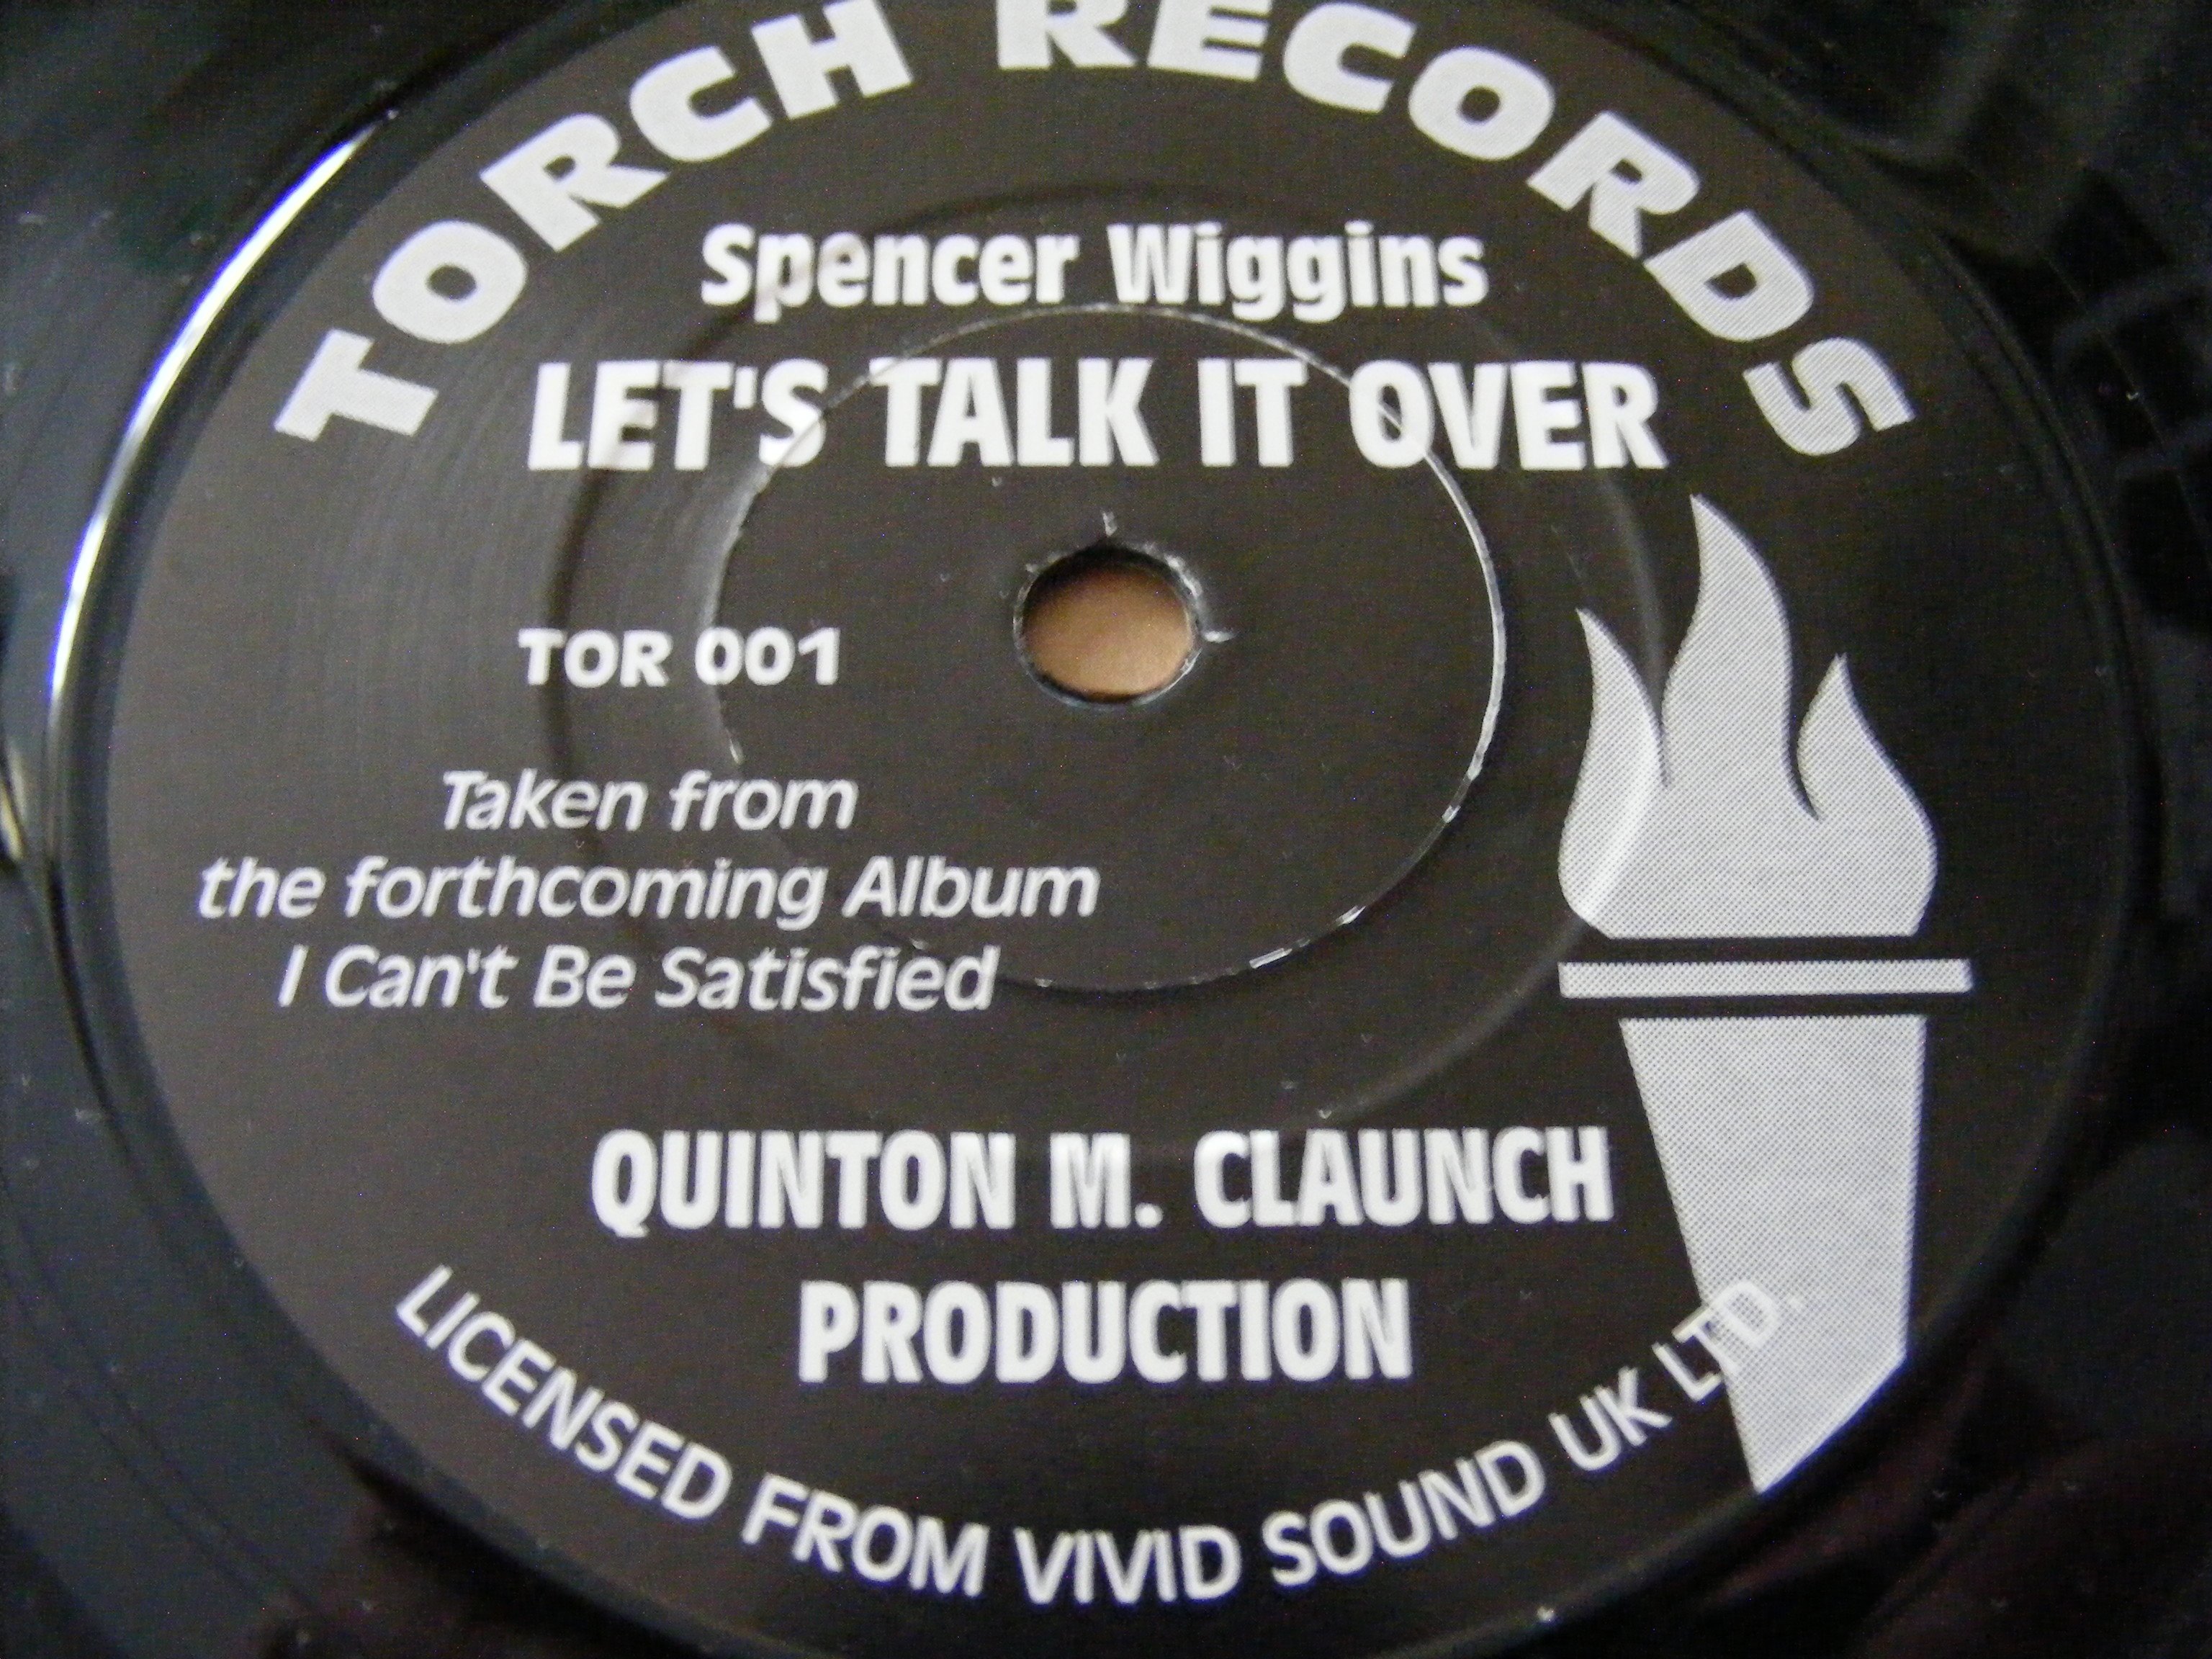 TORCH RECORDS
Spencer Wiggins
LET'S TALK IT OVER
TOR 001
Taken from
the forthcoming Album
I Can't Be Satisfied
QUINTON M. CLAUNCH
PRODUCTION
LICENSED FROM VIVID SOUND UK LTD.